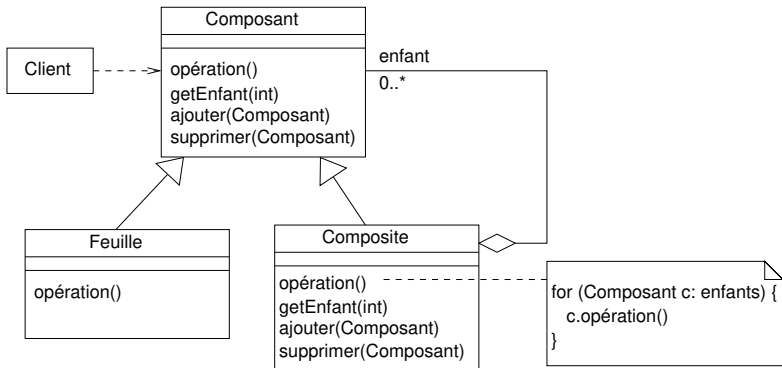 Composant
opération()
getEnfant(int)
ajouter(Composant)
supprimer(Composant)
Client
enfant
0..*
Feuille
opération()
Composite
opération()
getEnfant(int)
ajouter(Composant)
supprimer(Composant)
for (Composant c: enfants) {
c.opération()
}